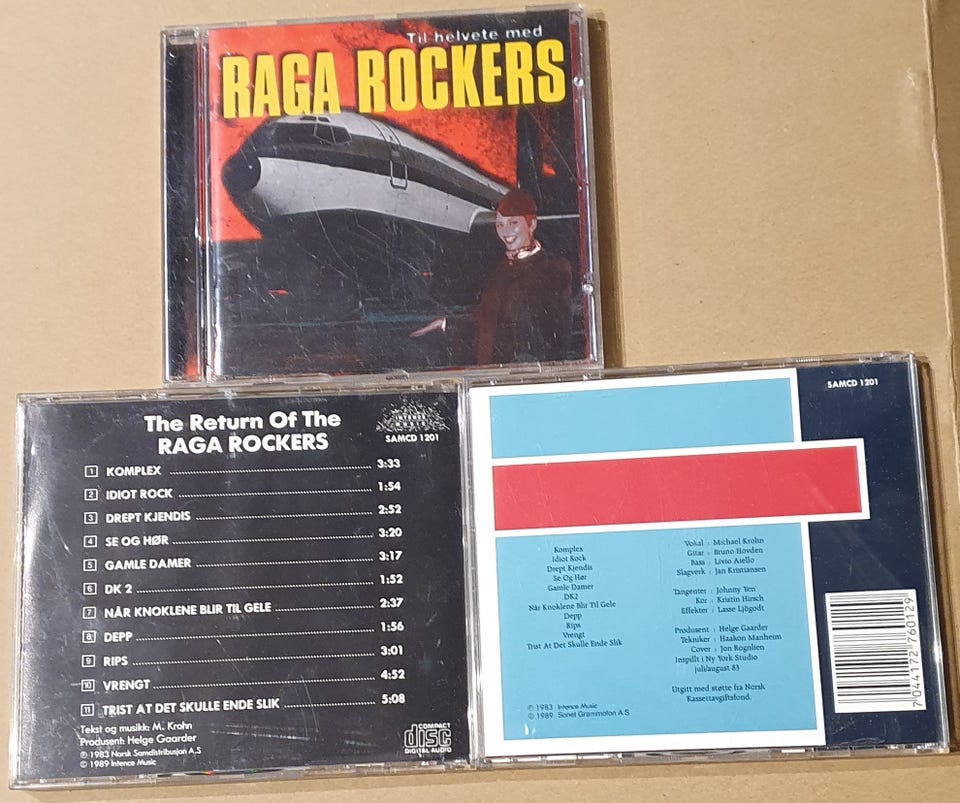 Til helvete med
RAGA ROCKERS
The Return Of The
RAGA ROCKERS
INTENCE
MUSIC
SAMCD 1201
1 KOMPLEX 3:33
2 IDIOT ROCK 1:54
3 DREPT KJENDIS 2:52
4 SE OG HØR 3:20
5 GAMLE DAMER 3:17
6 DK 2 1:52
7 NÅR KNOKLENE BLIR TIL GELE 2:37
8 DEPP 1:56
9 RIPS 3:01
10 VRENGT 4:52
11 TRIST AT DET SKULLE ENDE SLIK 5:08
Tekst og musikk: M. Krohn
Produsent: Helge Gaarder
℗ 1983 Norsk Samdistribusjon A.S
© 1989 Intence Music
COMPACT
disc
DIGITAL AUDIO
SAMCD 1201
Komplex
Idiot Rock
Drept Kjendis
Se Og Hør
Gamle Damer
DK2
Når Knoklene Blir Til Gele
Depp
Rips
Vrengt
Trist At Det Skulle Ende Slik
Vokal : Michael Krohn
Gitar : Bruno Hovden
Bass : Livio Aiello
Slagverk : Jan Kristiansen
Tangenter : Johnny Yen
Kor : Kristin Hirsch
Effekter : Lasse Ljögodt
Produsent : Helge Gaarder
Tekniker : Haakon Manheim
Cover : Jon Rognlien
Inspillt i Ny York Studio
juli/august 83
Utgitt med støtte fra Norsk
Kassettavgiftsfond.
℗ 1983 Intence Music
© 1989 Sonet Grammofon A.S
7 044172 760129